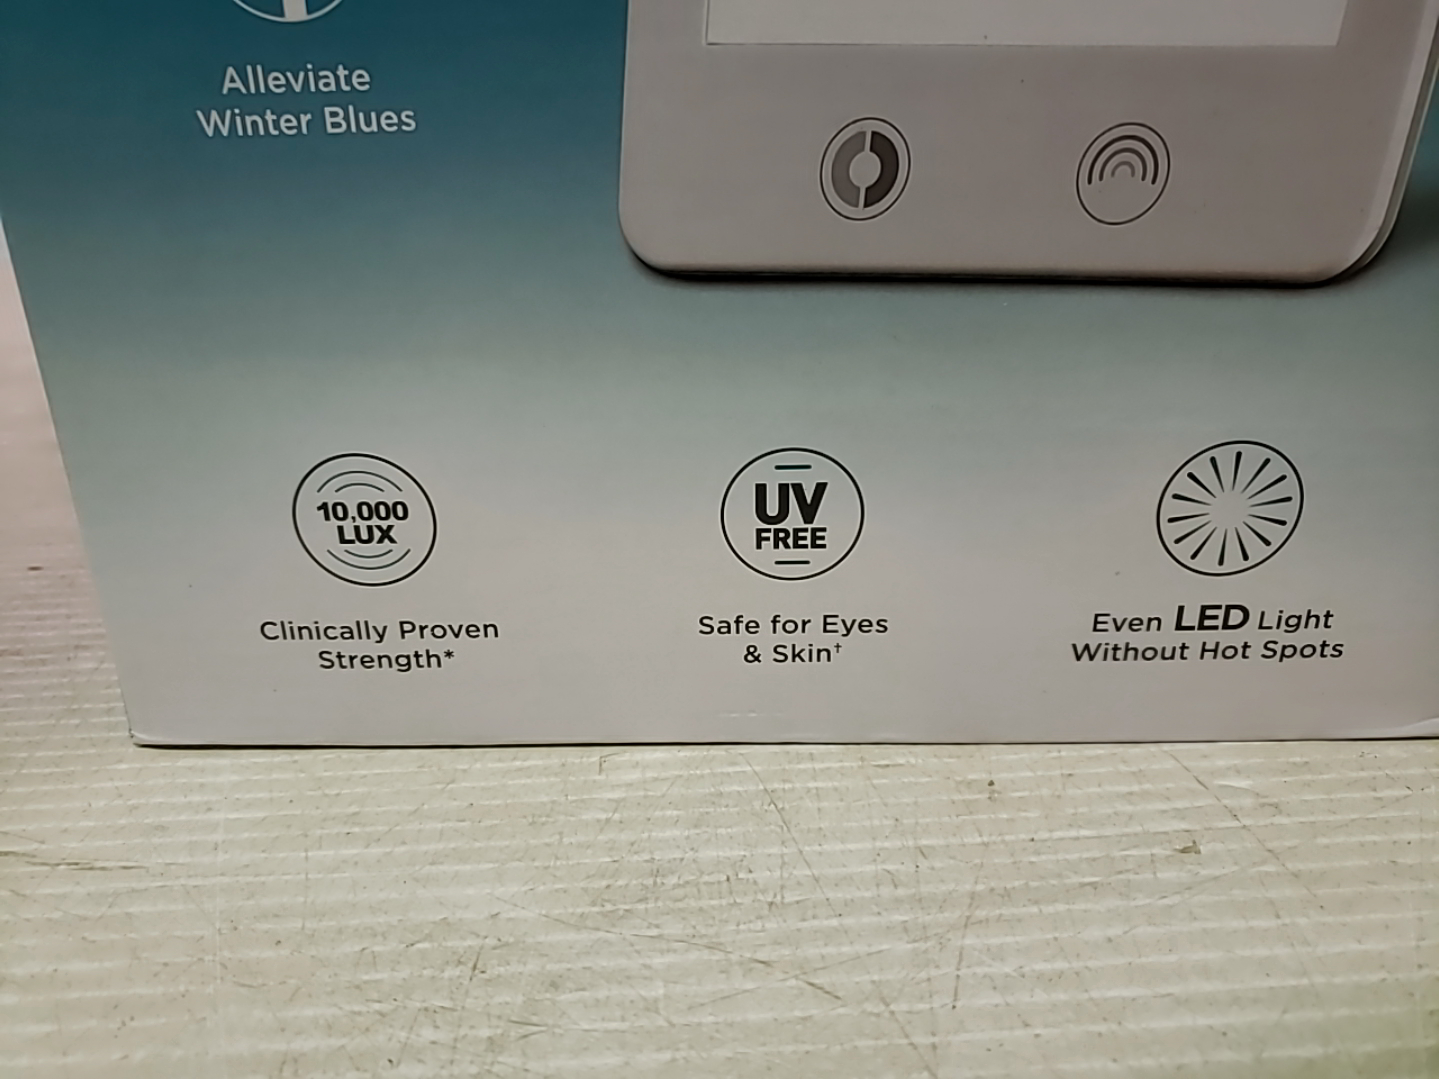 Alleviate
Winter Blues
10,000
LUX
Clinically Proven
Strength*
UV
FREE
Safe for Eyes
& Skin†
Even LED Light
Without Hot Spots